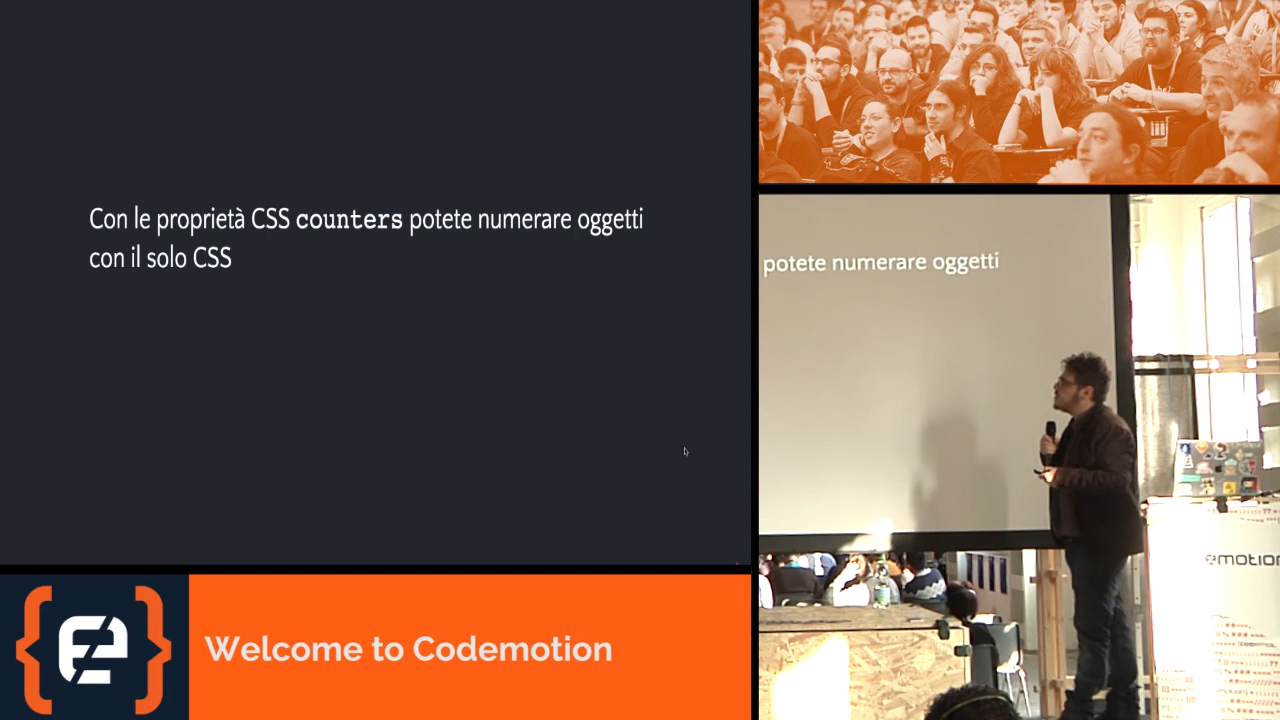 Con le proprietà CSS counters potete numerare oggetti
con il solo CSS
potete numerare oggetti
emotion
Welcome to Codemotion